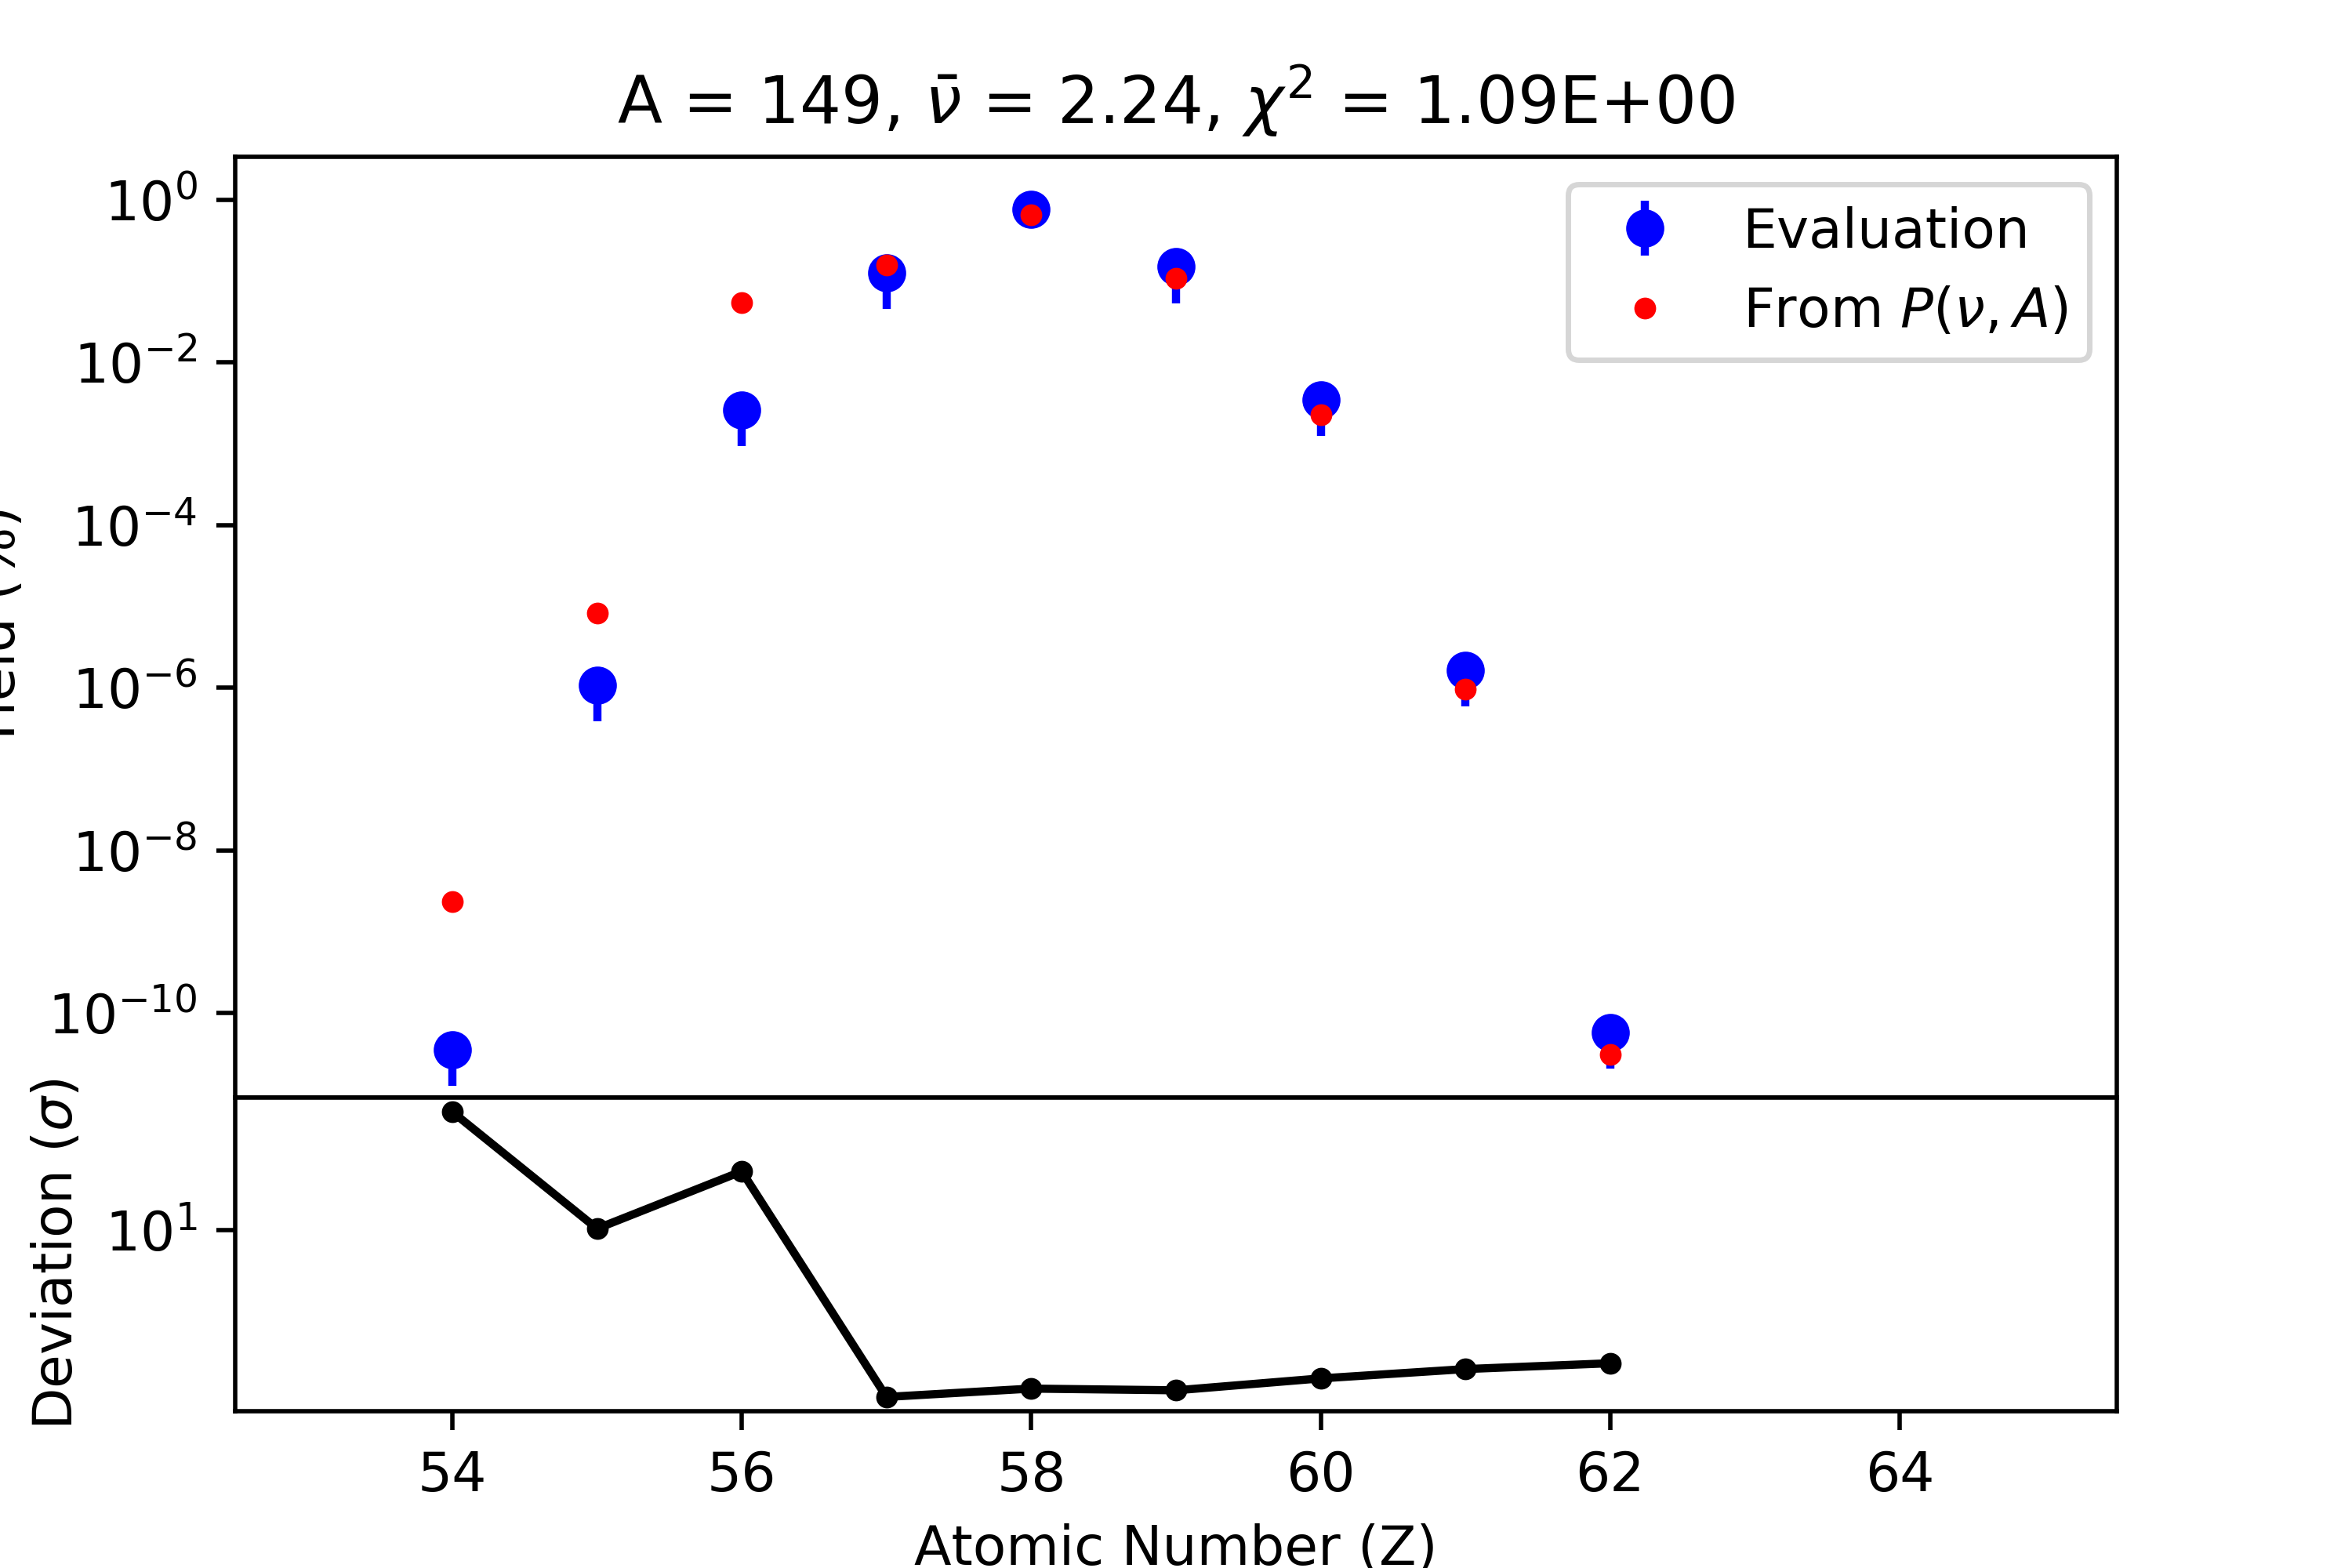 A = 149, ν̄ = 2.24, χ² = 1.09E+00
10⁰
10⁻²
10⁻⁴
10⁻⁶
10⁻⁸
10⁻¹⁰
(%)
Evaluation
From P(ν, A)
Deviation (σ)
10¹
54 56 58 60 62 64
Atomic Number (Z)